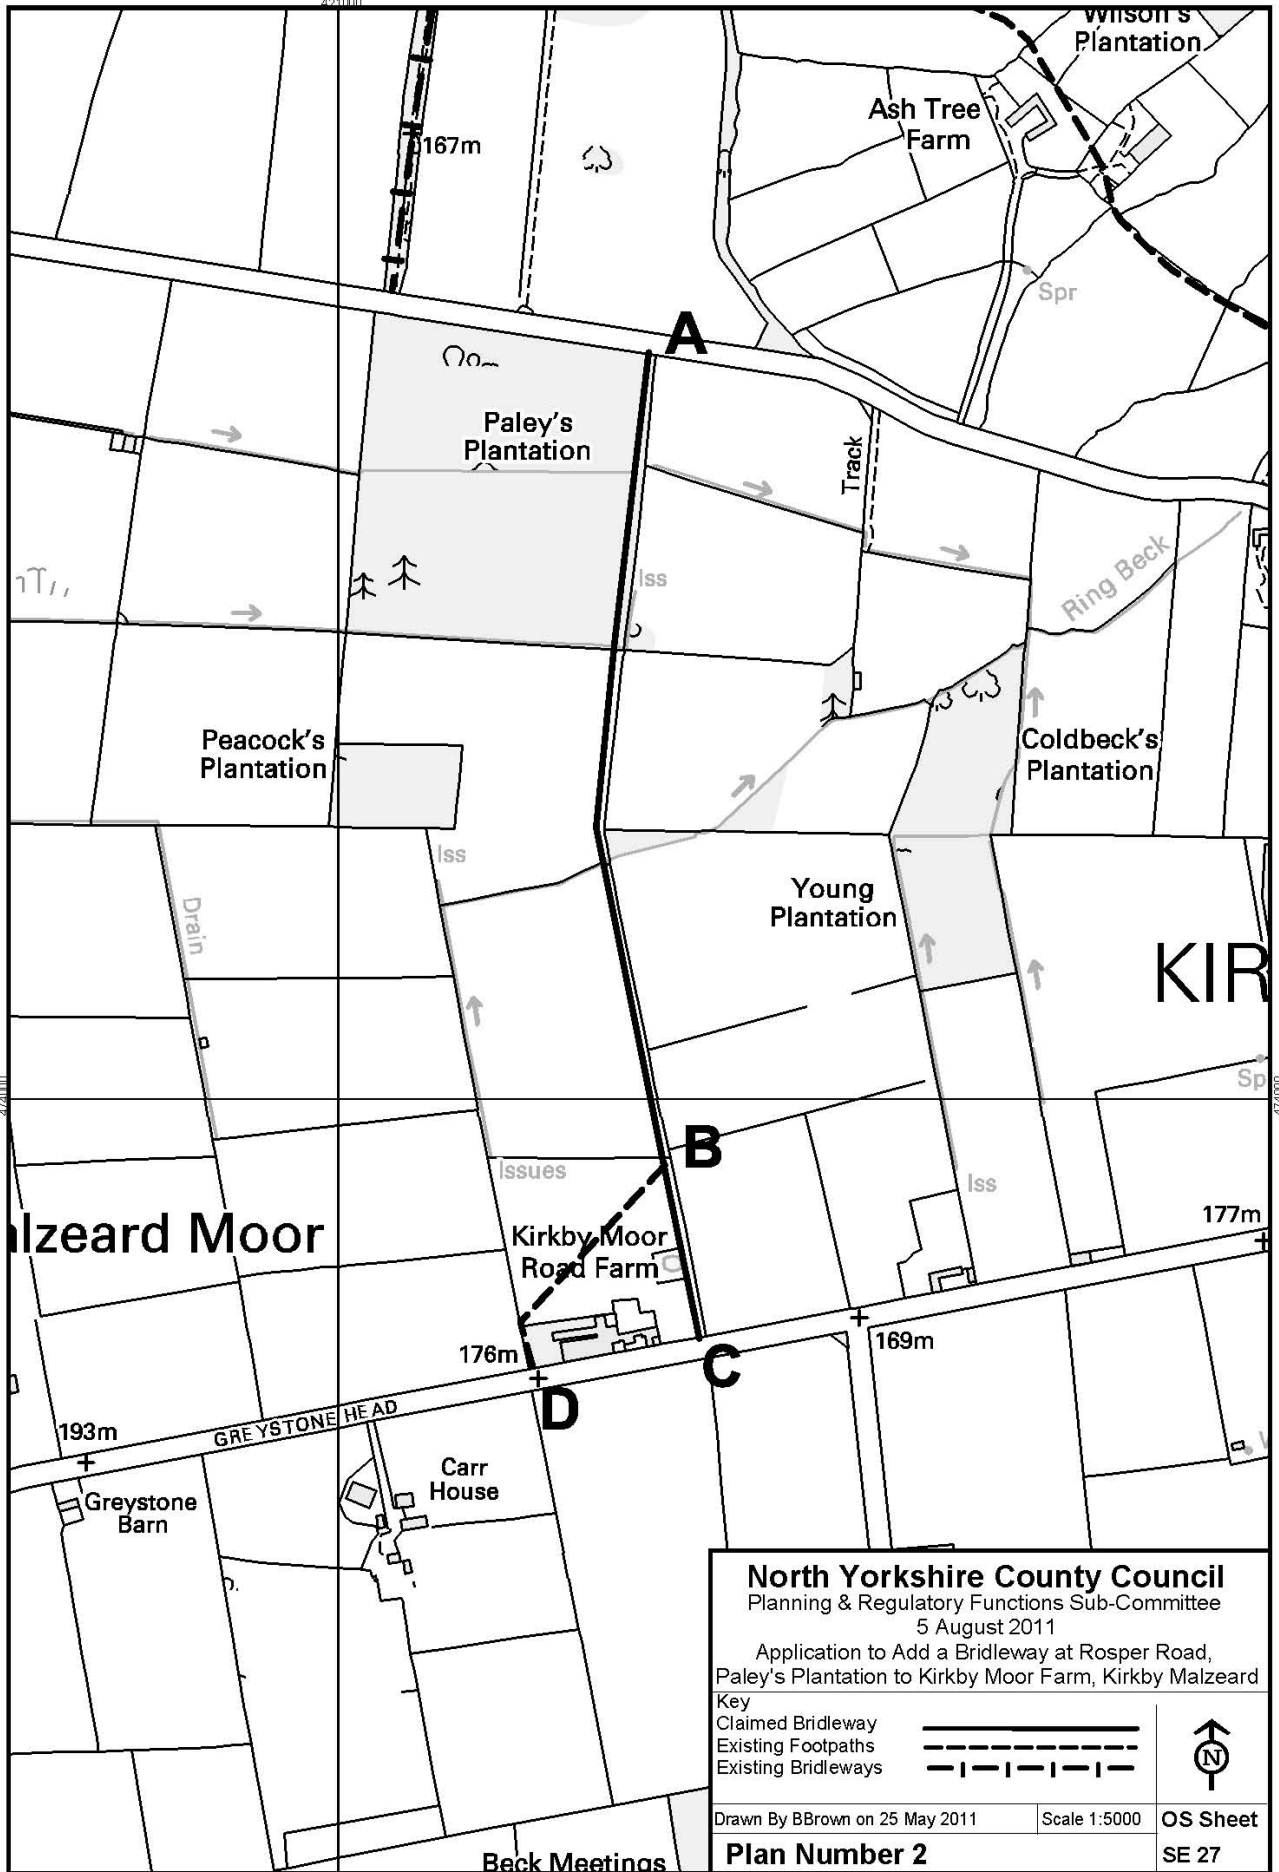 421000
Wilson's
Plantation
Ash Tree
Farm
167m
Spr
A
Paley's
Plantation
Track
Iss
Ring Beck
Peacock's
Plantation
Coldbeck's
Plantation
Iss
Young
Plantation
Drain
KIR
474000
474000
Sp
B
Issues
Iss
177m
alzeard Moor
Kirkby Moor
Road Farm
176m
C
169m
D
GREYSTONE HEAD
193m
Carr
House
Greystone
Barn
W
Beck Meetings
North Yorkshire County Council
Planning & Regulatory Functions Sub-Committee
5 August 2011
Application to Add a Bridleway at Rosper Road,
Paley's Plantation to Kirkby Moor Farm, Kirkby Malzeard
Key
Claimed Bridleway
Existing Footpaths
Existing Bridleways
N
Drawn By BBrown on 25 May 2011
Scale 1:5000
OS Sheet
Plan Number 2
SE 27